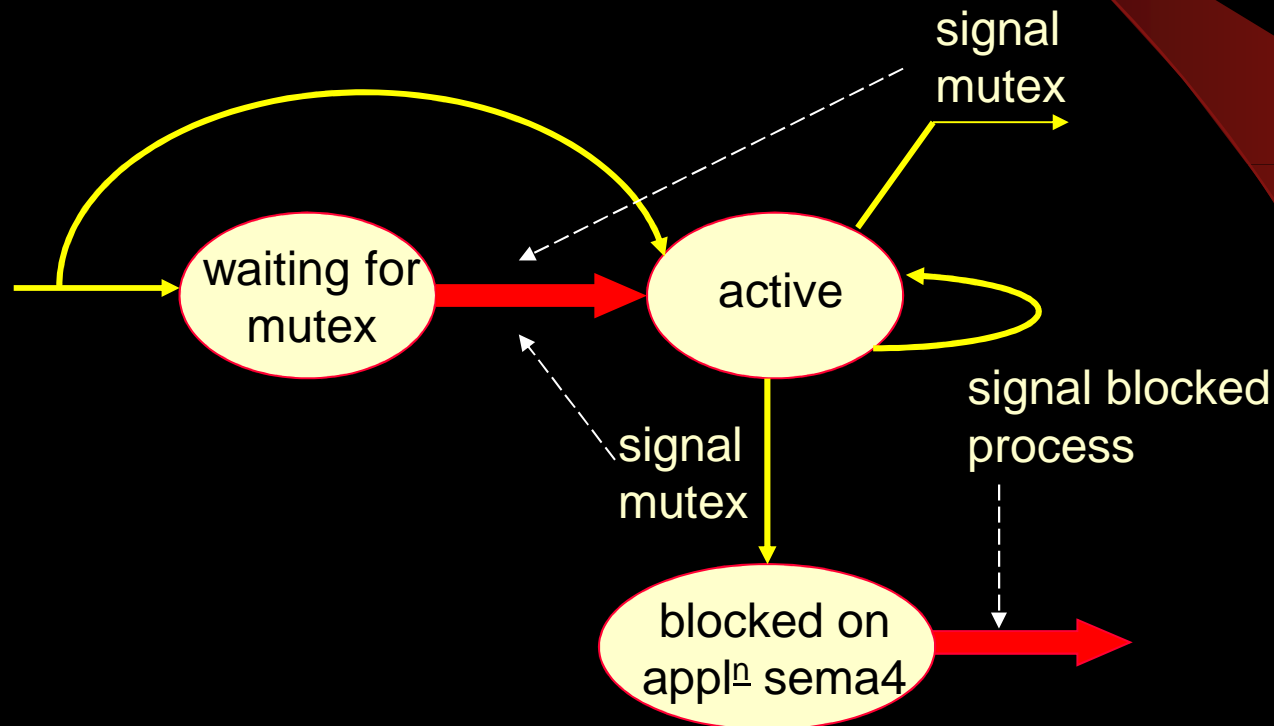 signal
mutex
waiting for
mutex
active
signal blocked
process
signal
mutex
blocked on
applⁿ sema4